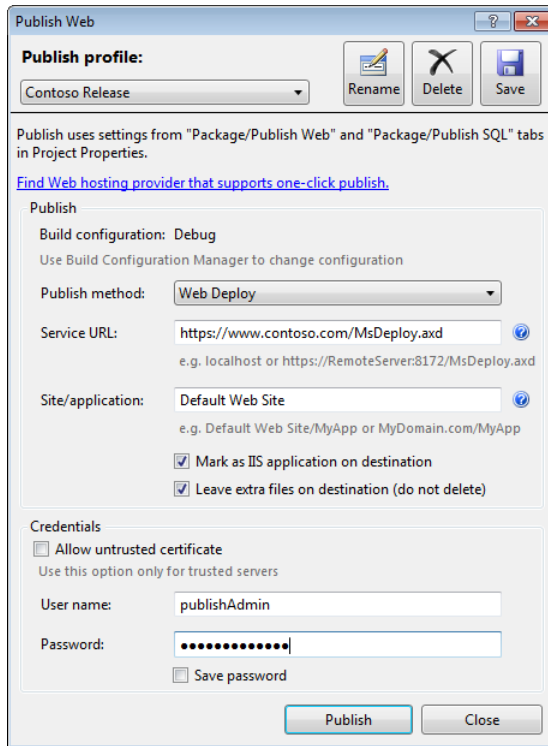 Publish Web
Publish profile:
Contoso Release
Rename
Delete
Save
Publish uses settings from "Package/Publish Web" and "Package/Publish SQL" tabs
in Project Properties.
Find Web hosting provider that supports one-click publish.
Publish
Build configuration: Debug
Use Build Configuration Manager to change configuration
Publish method: Web Deploy
Service URL: https://www.contoso.com/MsDeploy.axd
e.g. localhost or https://RemoteServer:8172/MsDeploy.axd
Site/application: Default Web Site
e.g. Default Web Site/MyApp or MyDomain.com/MyApp
Mark as IIS application on destination
Leave extra files on destination (do not delete)
Credentials
Allow untrusted certificate
Use this option only for trusted servers
User name: publishAdmin
Password: •••••••••••••
Save password
Publish
Close